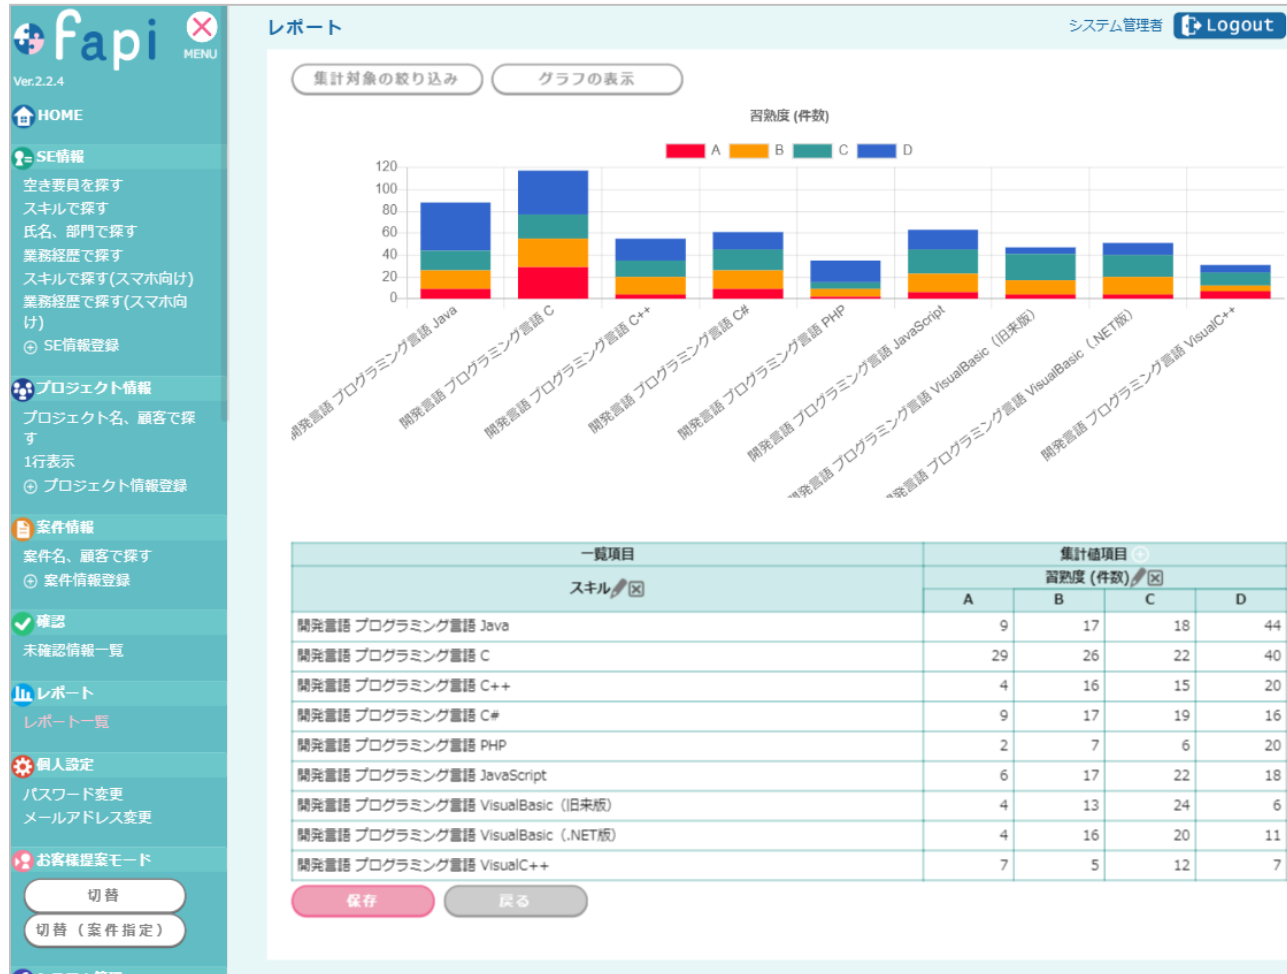 fapi
MENU
Ver.2.2.4
HOME
SE情報
空き要員を探す
スキルで探す
氏名、部門で探す
業務経歴で探す
スキルで探す(スマホ向け)
業務経歴で探す(スマホ向
け)
SE情報登録
プロジェクト情報
プロジェクト名、顧客で探
す
1行表示
プロジェクト情報登録
案件情報
案件名、顧客で探す
案件情報登録
確認
未確認情報一覧
レポート
レポート一覧
個人設定
パスワード変更
メールアドレス変更
お客様提案モード
切替
切替（案件指定）
レポート
システム管理者 Logout
集計対象の絞り込み グラフの表示
習熟度 (件数)
A B C D
120
100
80
60
40
20
0
開発言語 プログラミング言語 Java
開発言語 プログラミング言語 C
開発言語 プログラミング言語 C++
開発言語 プログラミング言語 C#
開発言語 プログラミング言語 PHP
開発言語 プログラミング言語 JavaScript
開発言語 プログラミング言語 VisualBasic（旧来版）
開発言語 プログラミング言語 VisualBasic（.NET版）
開発言語 プログラミング言語 VisualC++
一覧項目 集計値項目
スキル 習熟度 (件数)
A B C D
開発言語 プログラミング言語 Java 9 17 18 44
開発言語 プログラミング言語 C 29 26 22 40
開発言語 プログラミング言語 C++ 4 16 15 20
開発言語 プログラミング言語 C# 9 17 19 16
開発言語 プログラミング言語 PHP 2 7 6 20
開発言語 プログラミング言語 JavaScript 6 17 22 18
開発言語 プログラミング言語 VisualBasic（旧来版） 4 13 24 6
開発言語 プログラミング言語 VisualBasic（.NET版） 4 16 20 11
開発言語 プログラミング言語 VisualC++ 7 5 12 7
保存 戻る